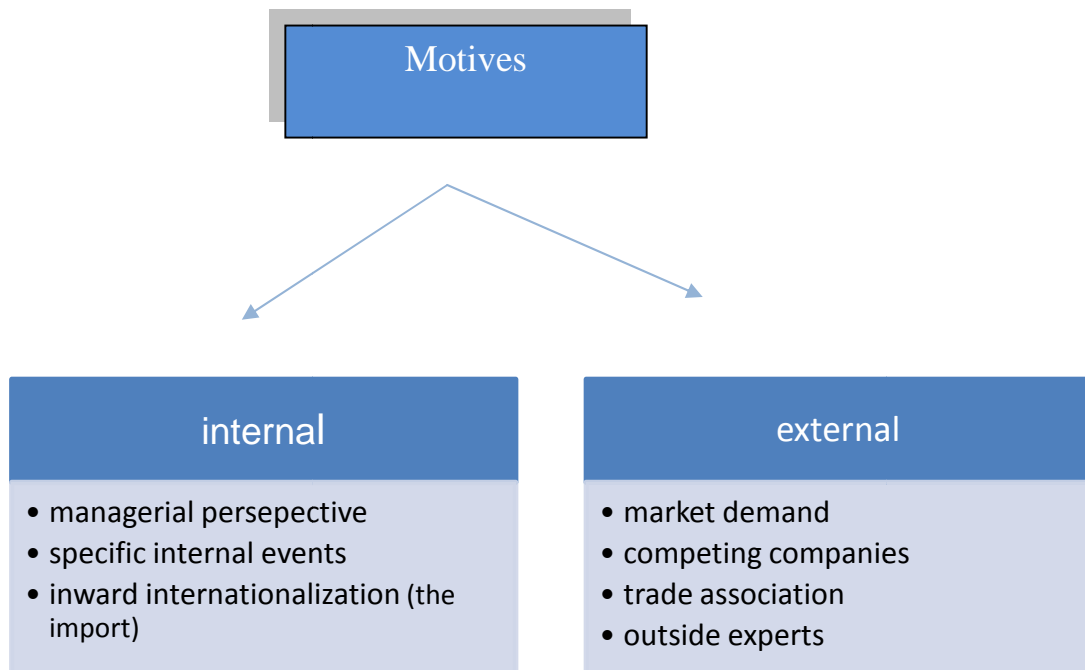 Motives
internal
• managerial persepective
• specific internal events
• inward internationalization (the
import)
external
• market demand
• competing companies
• trade association
• outside experts